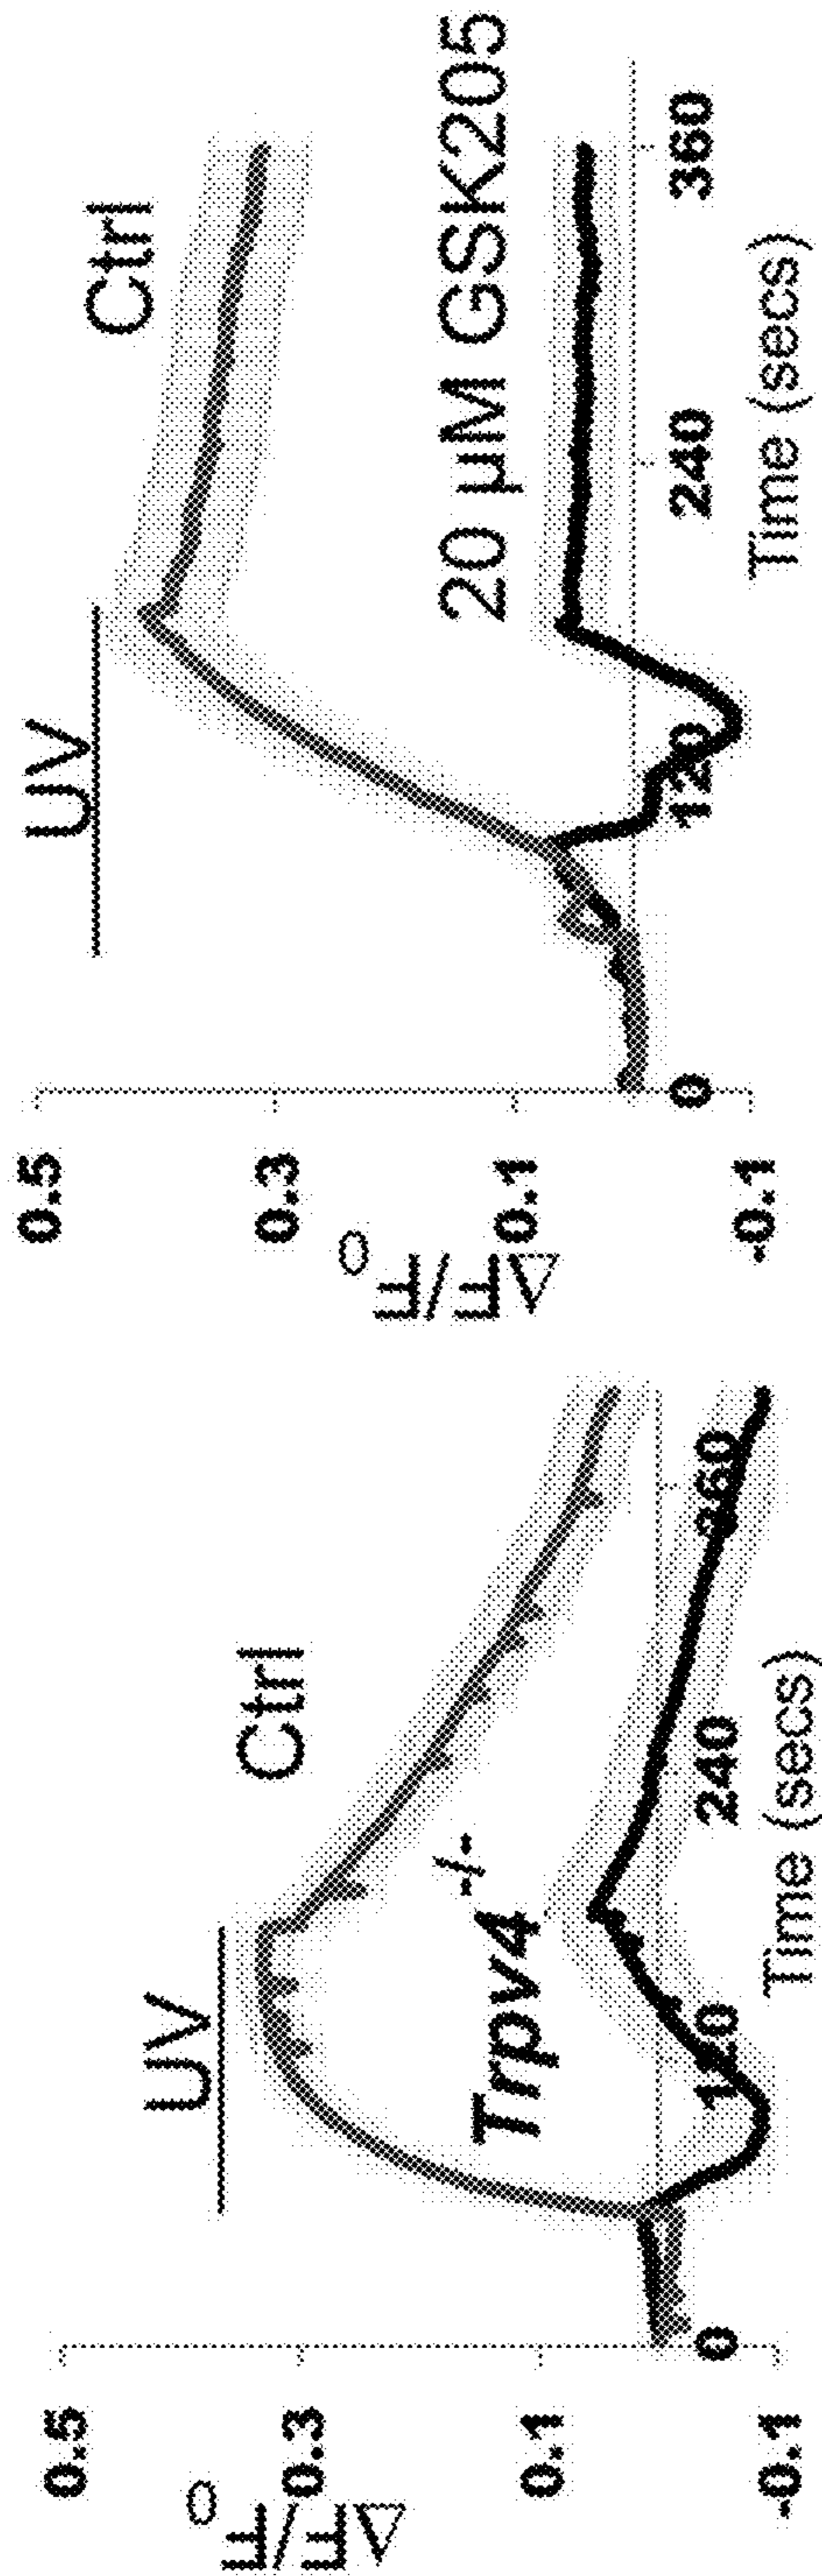 ΔF/F0
0.5
0.3
0.1
-0.1
UV
Ctrl
Trpv4-/-
0
120
240
360
Time (secs)
ΔF/F0
0.5
0.3
0.1
-0.1
UV
Ctrl
20 µM GSK205
0
120
240
360
Time (secs)